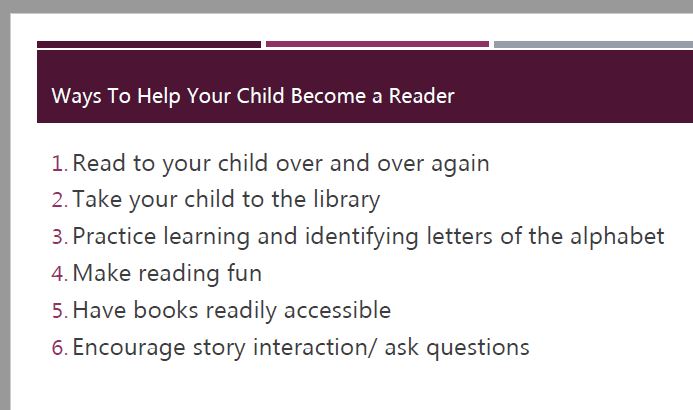 Ways To Help Your Child Become a Reader
1. Read to your child over and over again
2. Take your child to the library
3. Practice learning and identifying letters of the alphabet
4. Make reading fun
5. Have books readily accessible
6. Encourage story interaction/ ask questions